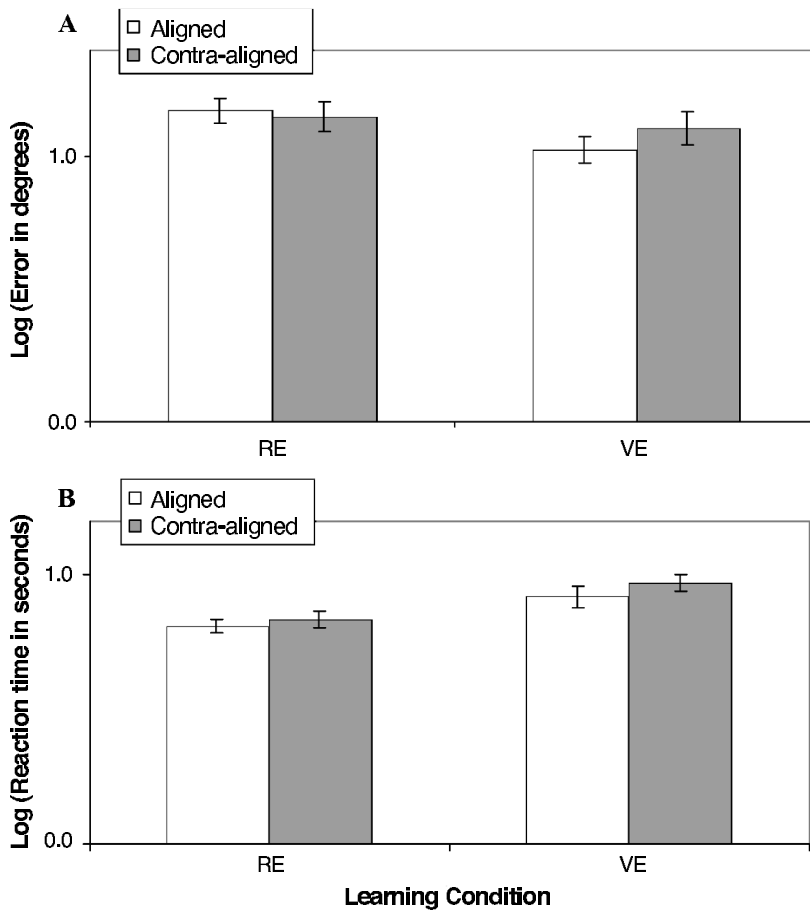 A
Aligned
Contra-aligned
Log (Error in degrees)
1.0
0.0
RE VE
B
Aligned
Contra-aligned
Log (Reaction time in seconds)
1.0
0.0
RE VE
Learning Condition